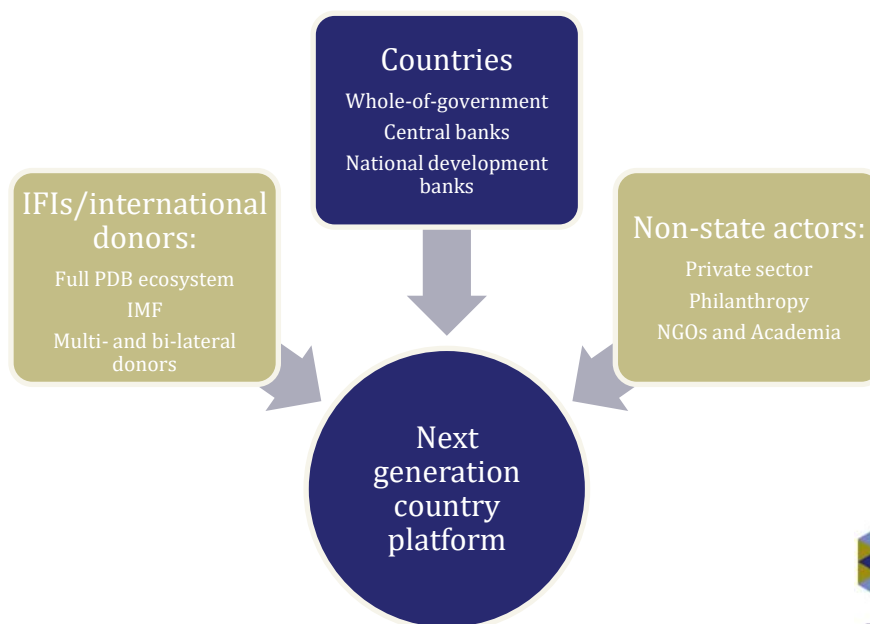 Countries
Whole-of-government
Central banks
National development
banks
IFIs/international
donors:
Full PDB ecosystem
IMF
Multi- and bi-lateral
donors
Non-state actors:
Private sector
Philanthropy
NGOs and Academia
Next
generation
country
platform